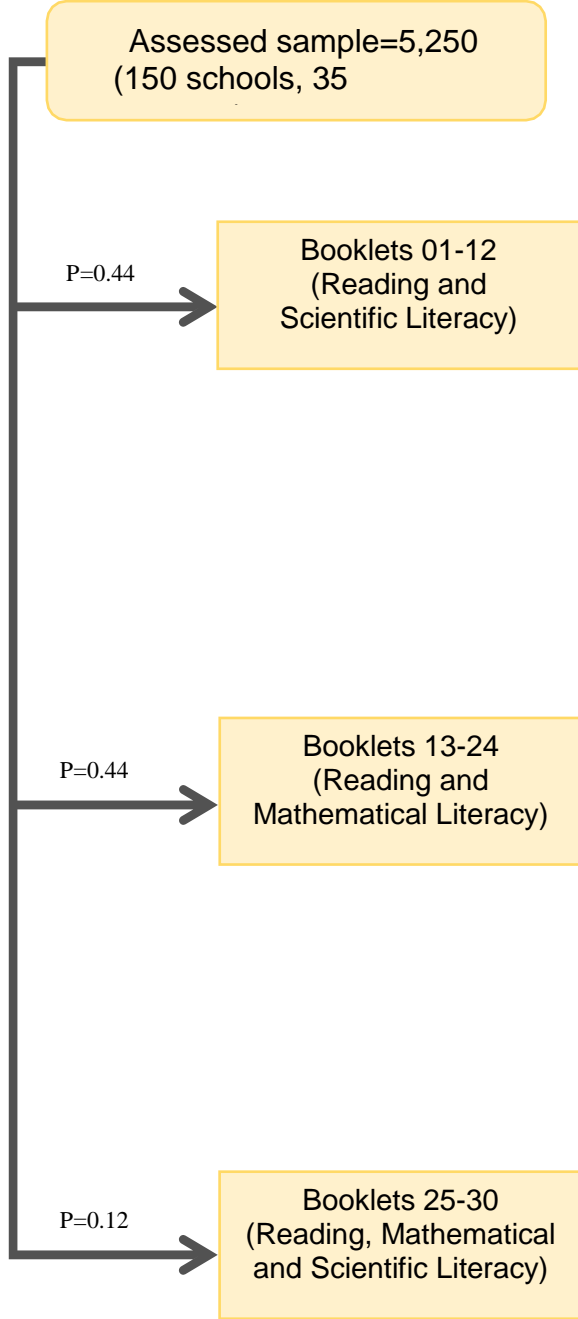 Assessed sample=5,250
(150 schools, 35
P=0.44
Booklets 01-12
(Reading and
Scientific Literacy)
P=0.44
Booklets 13-24
(Reading and
Mathematical Literacy)
P=0.12
Booklets 25-30
(Reading, Mathematical
and Scientific Literacy)